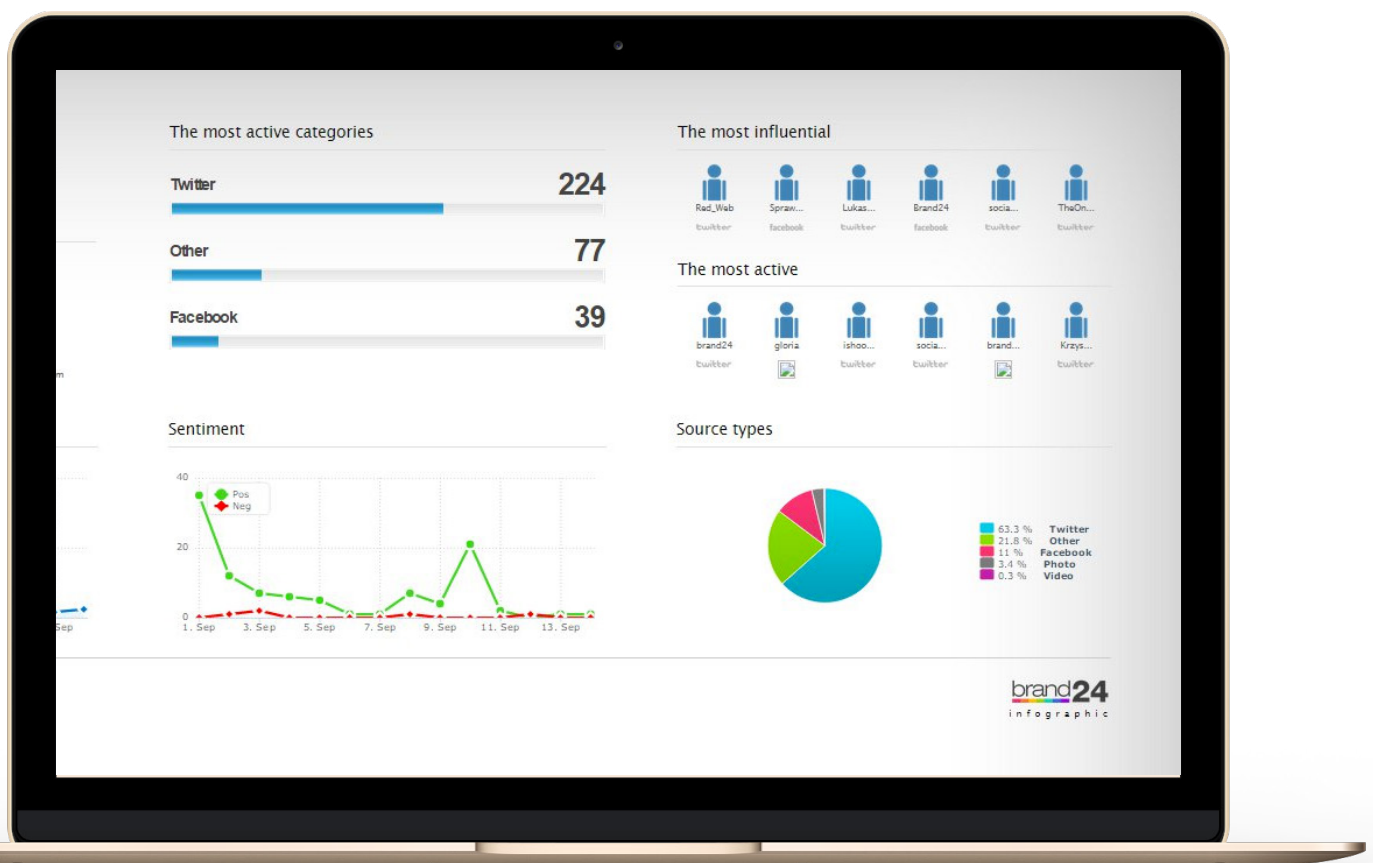 The most active categories
Twitter 224
Other 77
Facebook 39
The most influential
Red_Web Spraw... Lukas... Brand24 socia... TheOn...
twitter facebook twitter facebook twitter twitter
The most active
brand24 gloria ishoo... socia... brand... Krzys...
twitter twitter twitter twitter
m
Sep
Sentiment
40
Pos
Neg
20
0
1. Sep 3. Sep 5. Sep 7. Sep 9. Sep 11. Sep 13. Sep
Source types
63.3 % Twitter
21.8 % Other
11 % Facebook
3.4 % Photo
0.3 % Video
brand24
infographic